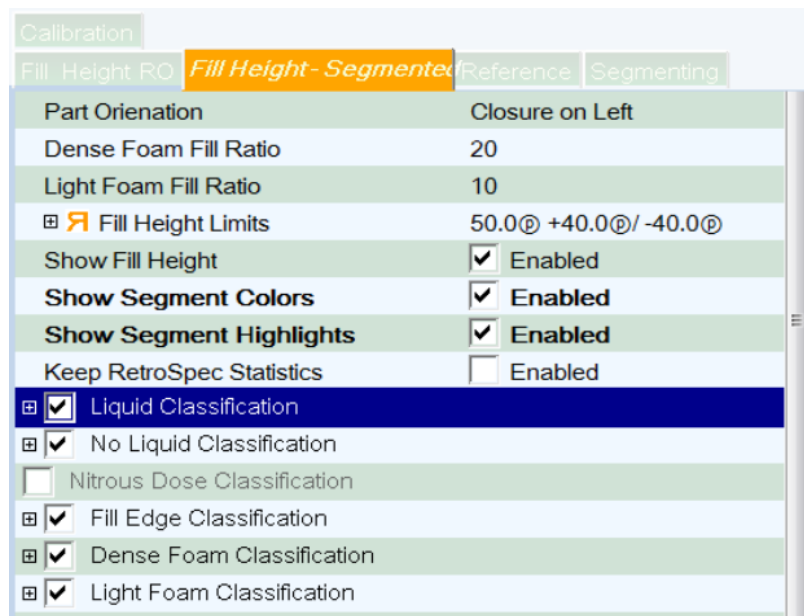 Calibration
Fill Height RO Fill Height - Segmented Reference Segmenting
Part Orienation Closure on Left
Dense Foam Fill Ratio 20
Light Foam Fill Ratio 10
Я Fill Height Limits 50.0ⓟ +40.0ⓟ/ -40.0ⓟ
Show Fill Height Enabled
Show Segment Colors Enabled
Show Segment Highlights Enabled
Keep RetroSpec Statistics Enabled
Liquid Classification
No Liquid Classification
Nitrous Dose Classification
Fill Edge Classification
Dense Foam Classification
Light Foam Classification